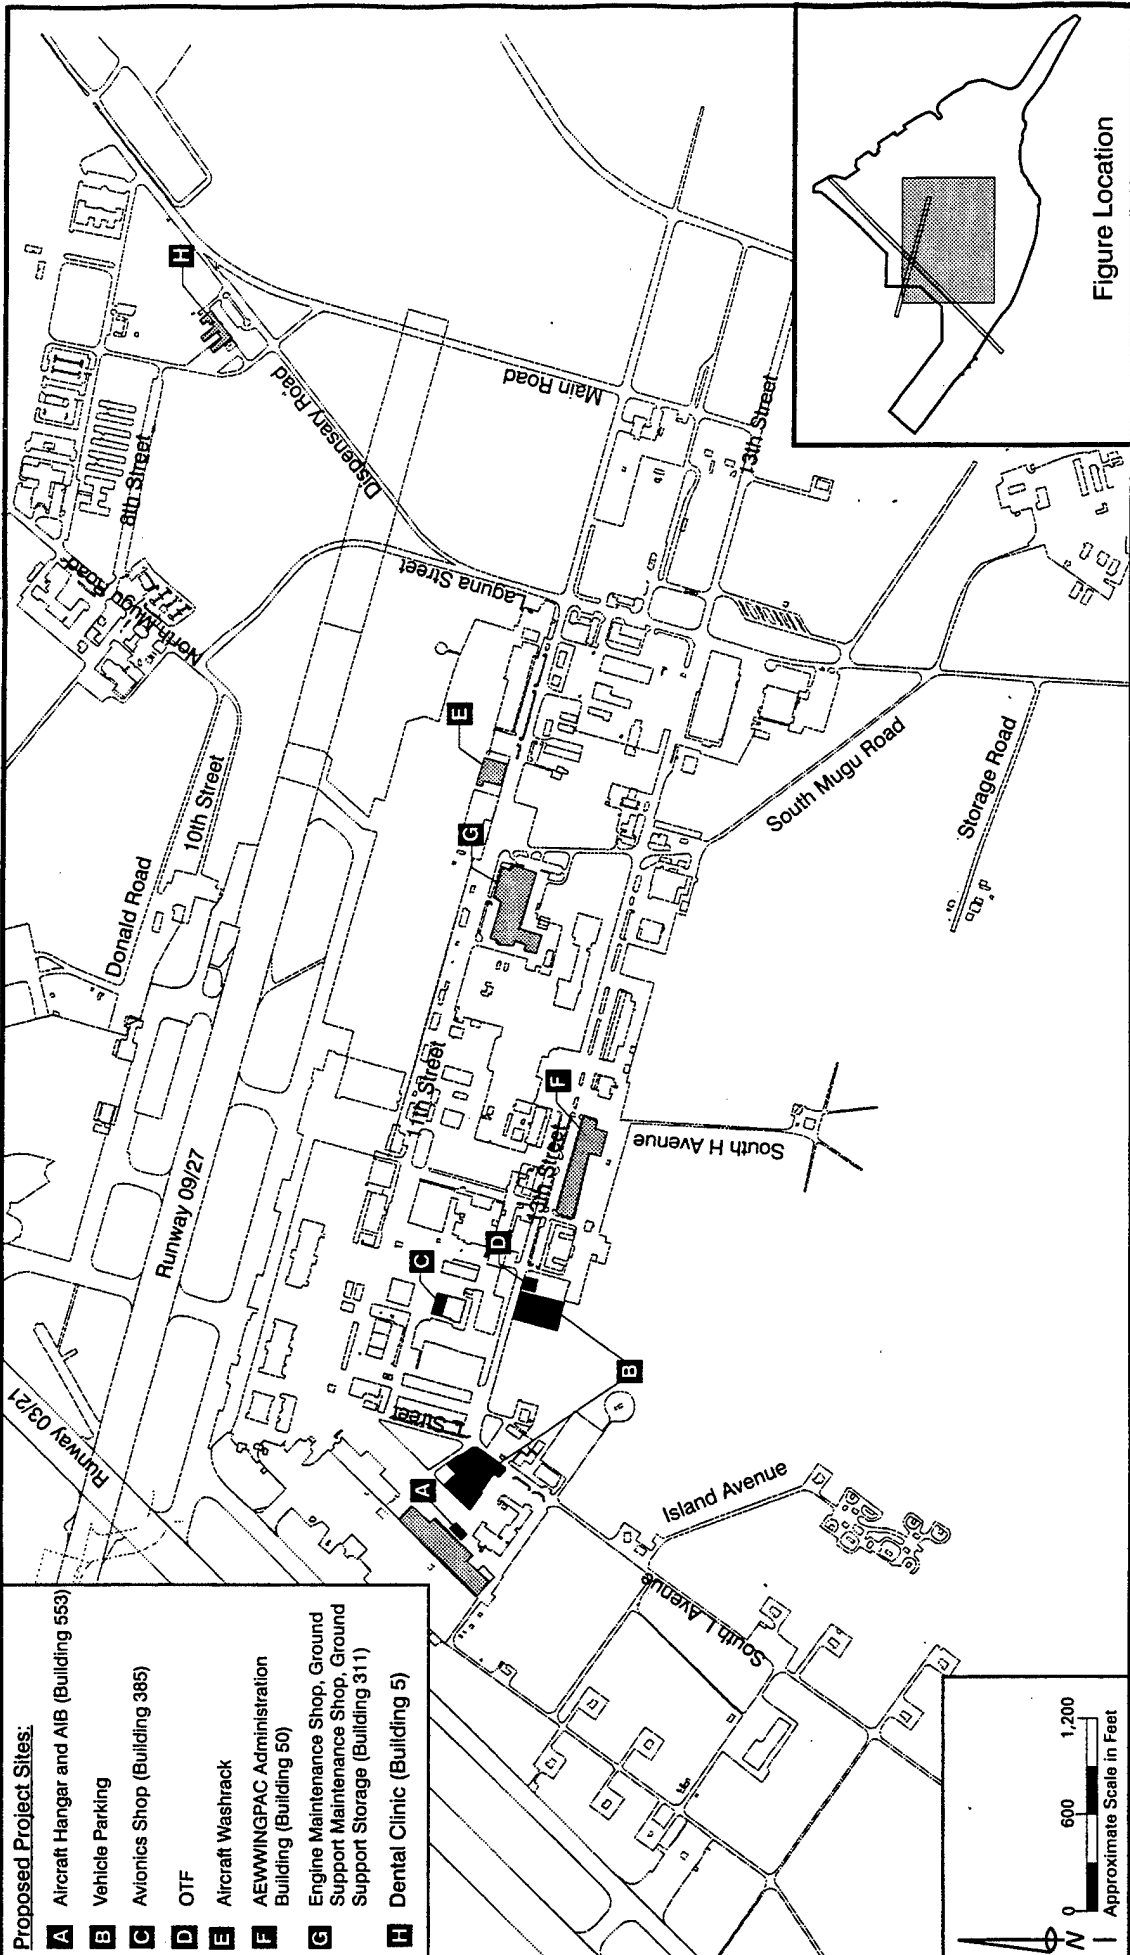 Proposed Project Sites:
A Aircraft Hangar and AIB (Building 553)
B Vehicle Parking
C Avionics Shop (Building 385)
D OTF
E Aircraft Washrack
F AEWWINGPAC Administration
Building (Building 50)
G Engine Maintenance Shop, Ground
Support Maintenance Shop, Ground
Support Storage (Building 311)
H Dental Clinic (Building 5)
Runway 03/21
Runway 09/27
Donald Road
10th Street
North Mugu Road
8th Street
H
Dispensary Road
Laguna Street
Main Road
E
G
11th Street
C
D
F
L Street
A
B
13th Street
13th Street
South H Avenue
South Mugu Road
Storage Road
Island Avenue
South L Avenue
Figure Location
N
0 600 1,200
Approximate Scale in Feet